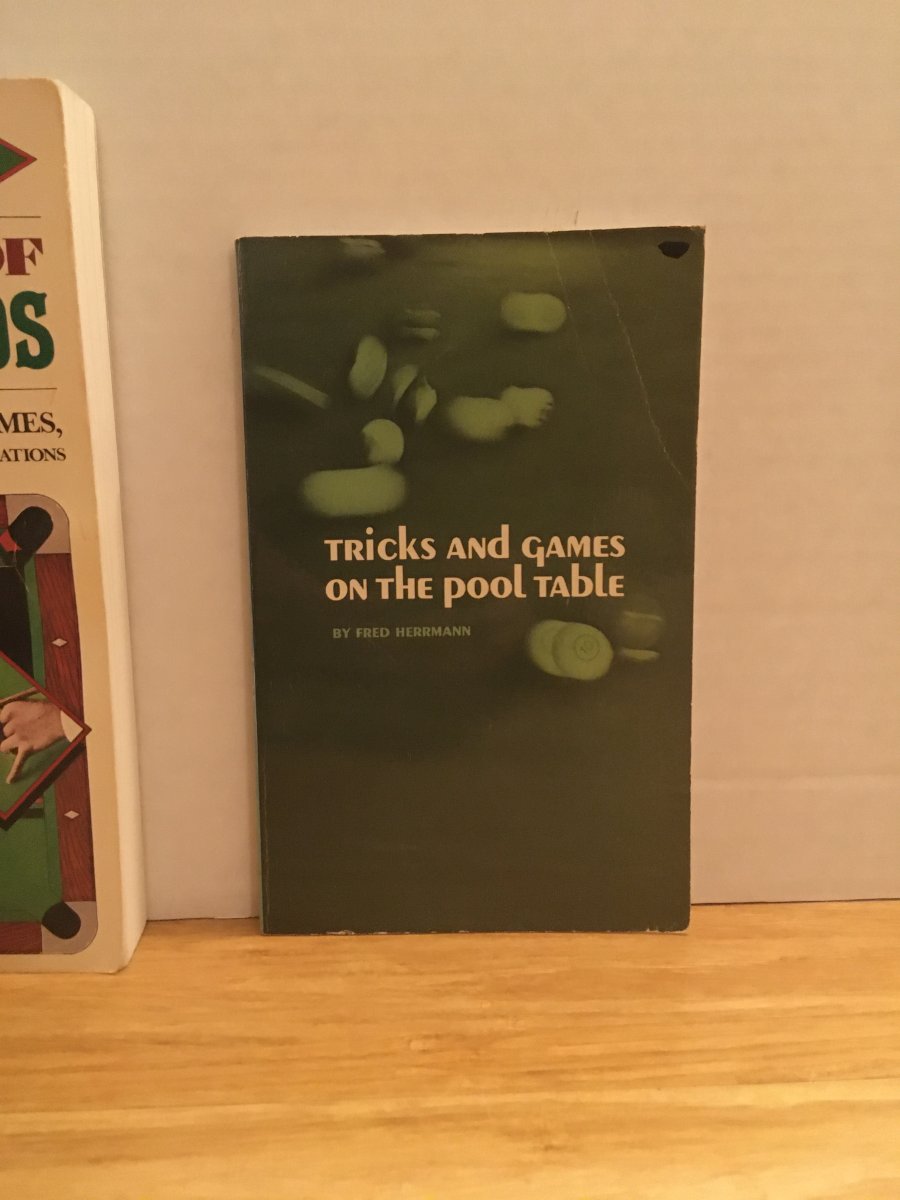 OF
DS
MES,
ATIONS
TRicks ANd GAMES
ON THE pool TABlE
BY FRED HERRMANN